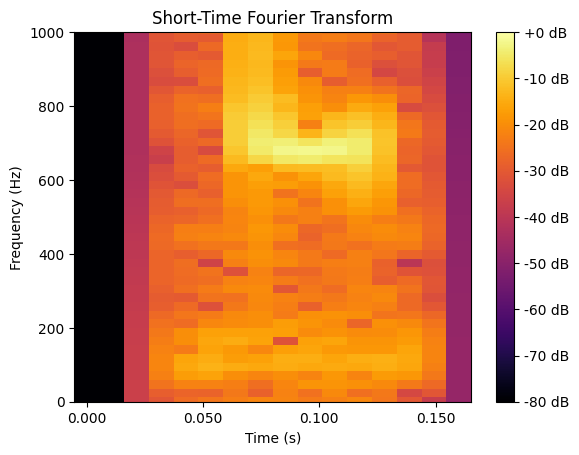 Short-Time Fourier Transform
1000
800
600
400
200
0
Frequency (Hz)
0.000
0.050
0.100
0.150
Time (s)
+0 dB
-10 dB
-20 dB
-30 dB
-40 dB
-50 dB
-60 dB
-70 dB
-80 dB